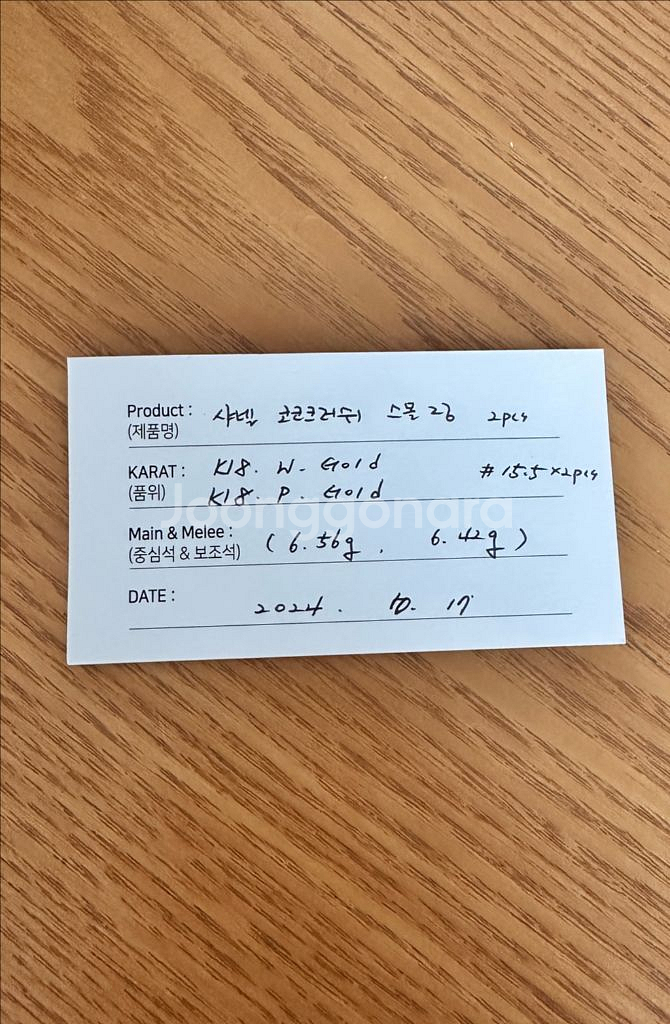 Product : 샤넬 코코크러쉬 스몰 링 2pcs
(제품명)
KARAT : K18. W. Gold #15.5×2pcs
(품위) K18. P. Gold
Joonggonara
Main & Melee : (6.56g, 6.42g)
(중심석 & 보조석)
DATE : 2024. 10. 17